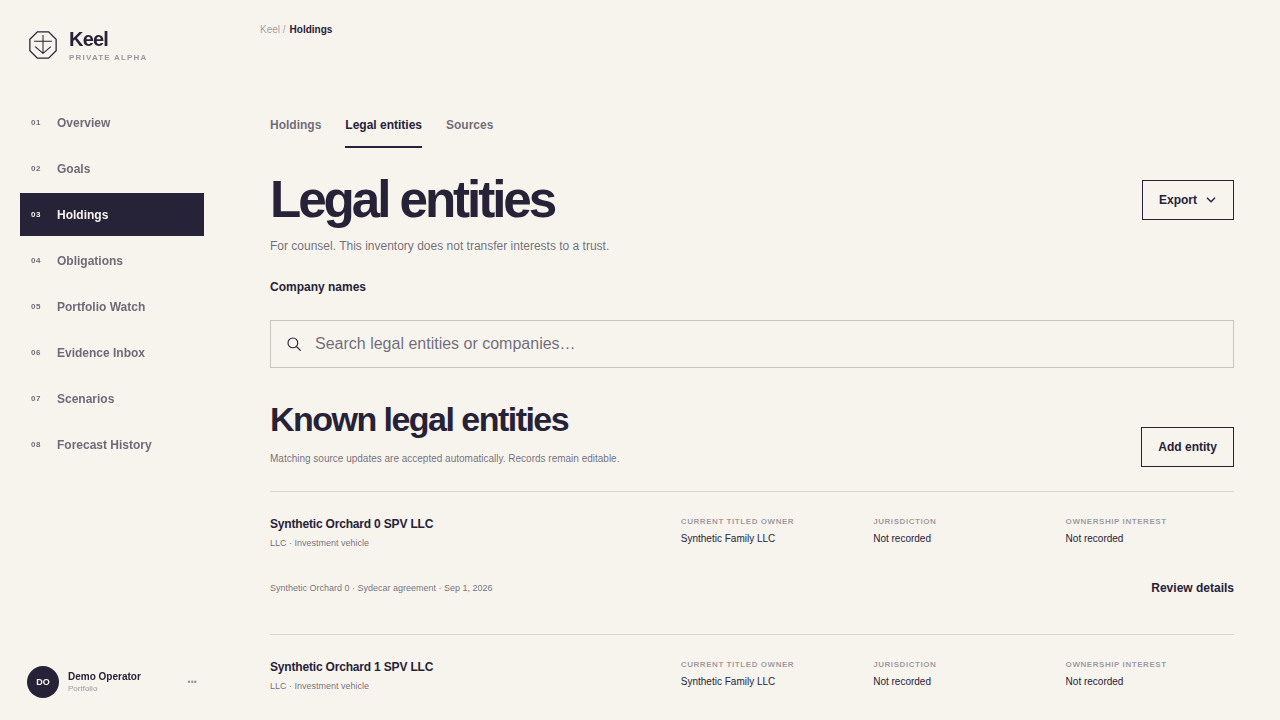 Keel
PRIVATE ALPHA
01 Overview
02 Goals
03 Holdings
04 Obligations
05 Portfolio Watch
06 Evidence Inbox
07 Scenarios
08 Forecast History
DO
Demo Operator
Portfolio
Keel / Holdings
Holdings Legal entities Sources
Legal entities
Export
For counsel. This inventory does not transfer interests to a trust.
Company names
Search legal entities or companies…
Known legal entities
Matching source updates are accepted automatically. Records remain editable.
Add entity
Synthetic Orchard 0 SPV LLC
LLC · Investment vehicle
CURRENT TITLED OWNER
Synthetic Family LLC
JURISDICTION
Not recorded
OWNERSHIP INTEREST
Not recorded
Synthetic Orchard 0 · Sydecar agreement · Sep 1, 2026
Review details
Synthetic Orchard 1 SPV LLC
LLC · Investment vehicle
CURRENT TITLED OWNER
Synthetic Family LLC
JURISDICTION
Not recorded
OWNERSHIP INTEREST
Not recorded